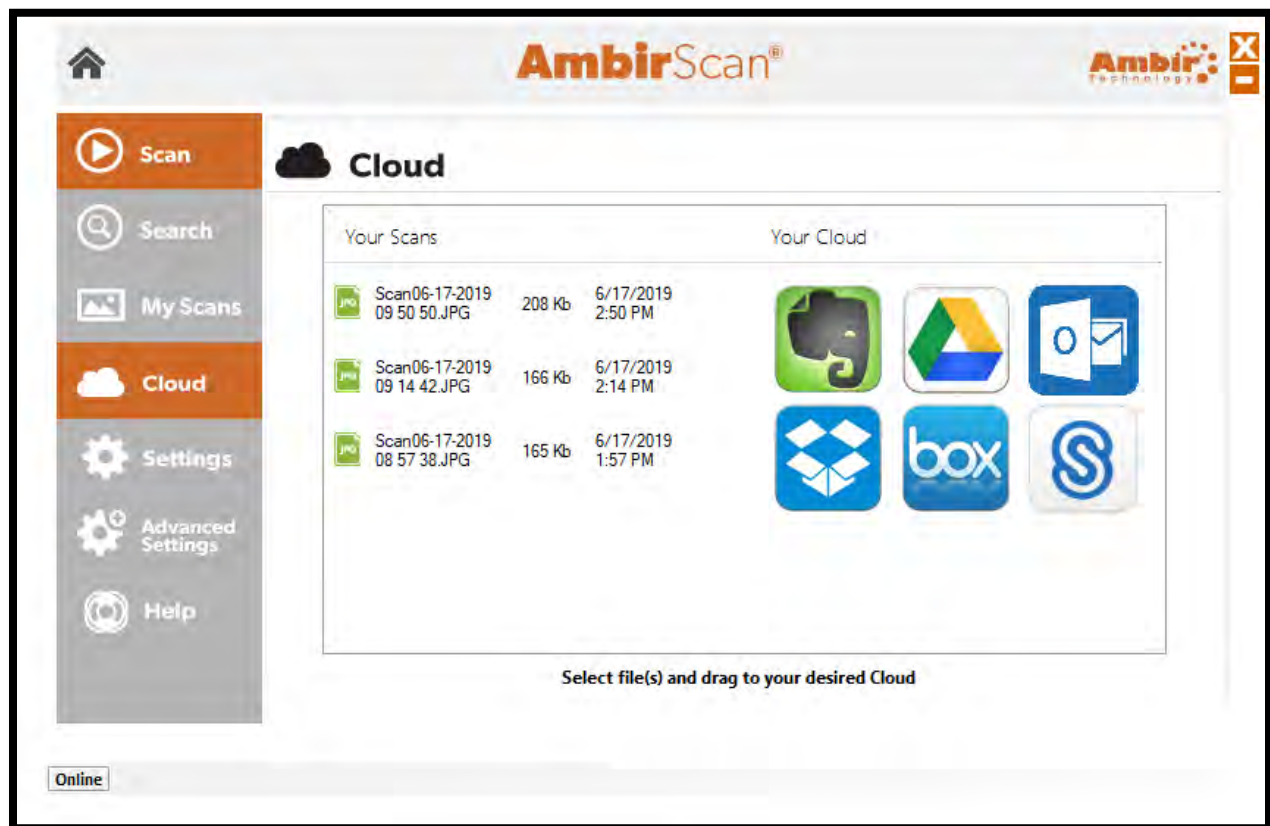 AmbirScan®
Ambir
Technology
X
Scan
Search
My Scans
Cloud
Settings
Advanced
Settings
Help
Cloud
Your Scans
Your Cloud
JPG
Scan06-17-2019
09 50 50.JPG
208 Kb
6/17/2019
2:50 PM
JPG
Scan06-17-2019
09 14 42.JPG
166 Kb
6/17/2019
2:14 PM
JPG
Scan06-17-2019
08 57 38.JPG
165 Kb
6/17/2019
1:57 PM
O
box
S
Select file(s) and drag to your desired Cloud
Online